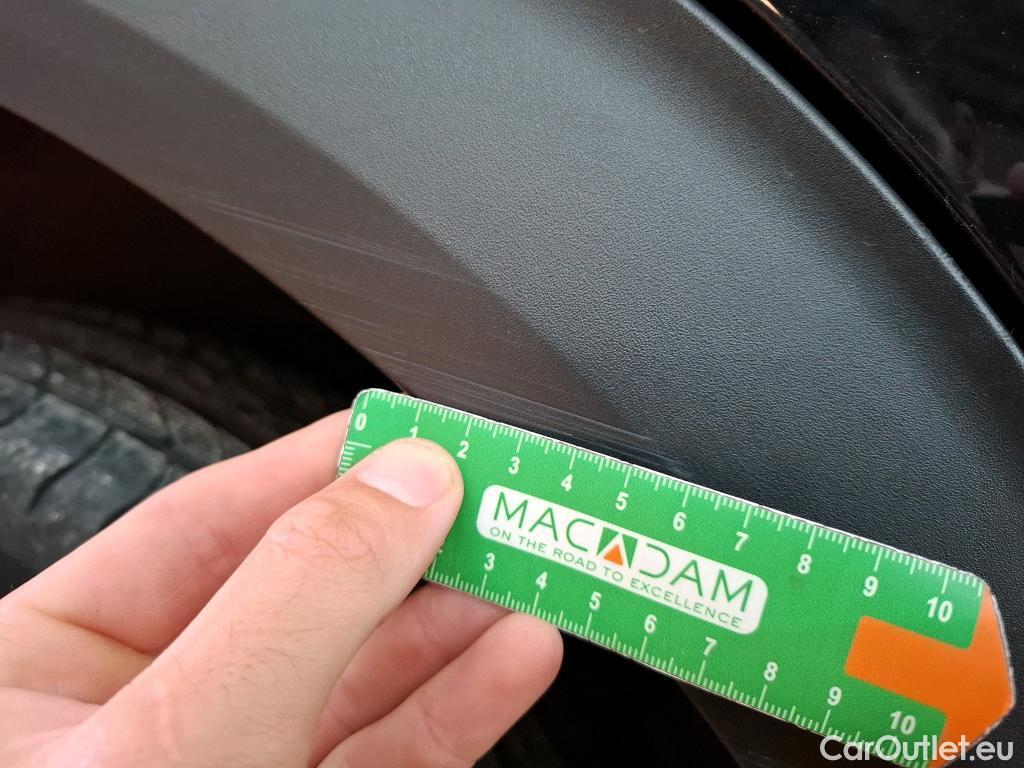 0 1 2 3 4 5 6 7 8 9 10
MACADAM
ON THE ROAD TO EXCELLENCE
3 4 5 6 7 8 9 10
CarOutlet.eu